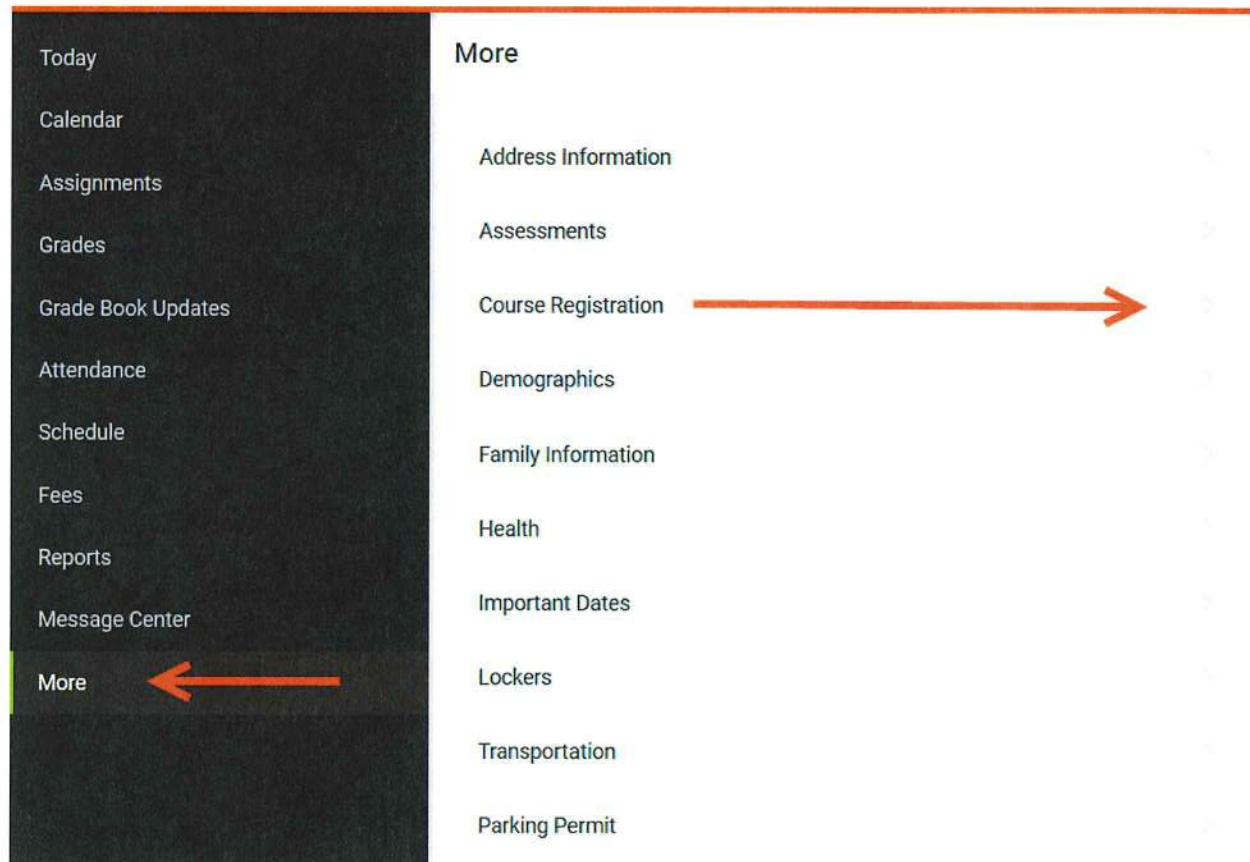 Today
Calendar
Assignments
Grades
Grade Book Updates
Attendance
Schedule
Fees
Reports
Message Center
More
More
Address Information
Assessments
Course Registration
Demographics
Family Information
Health
Important Dates
Lockers
Transportation
Parking Permit